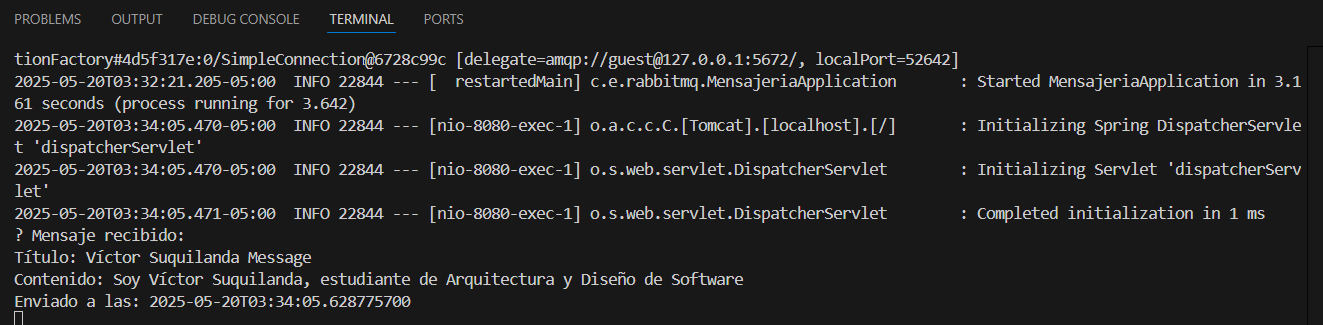 PROBLEMS OUTPUT DEBUG CONSOLE TERMINAL PORTS
tionFactory#4d5f317e:0/SimpleConnection@6728c99c [delegate=amqp://guest@127.0.0.1:5672/, localPort=52642]
2025-05-20T03:32:21.205-05:00  INFO 22844 --- [  restartedMain] c.e.rabbitmq.MensajeriaApplication       : Started MensajeriaApplication in 3.1
61 seconds (process running for 3.642)
2025-05-20T03:34:05.470-05:00  INFO 22844 --- [nio-8080-exec-1] o.a.c.c.C.[Tomcat].[localhost].[/]       : Initializing Spring DispatcherServle
t 'dispatcherServlet'
2025-05-20T03:34:05.470-05:00  INFO 22844 --- [nio-8080-exec-1] o.s.web.servlet.DispatcherServlet        : Initializing Servlet 'dispatcherServ
let'
2025-05-20T03:34:05.471-05:00  INFO 22844 --- [nio-8080-exec-1] o.s.web.servlet.DispatcherServlet        : Completed initialization in 1 ms
? Mensaje recibido:
Título: Víctor Suquilanda Message
Contenido: Soy Víctor Suquilanda, estudiante de Arquitectura y Diseño de Software
Enviado a las: 2025-05-20T03:34:05.628775700